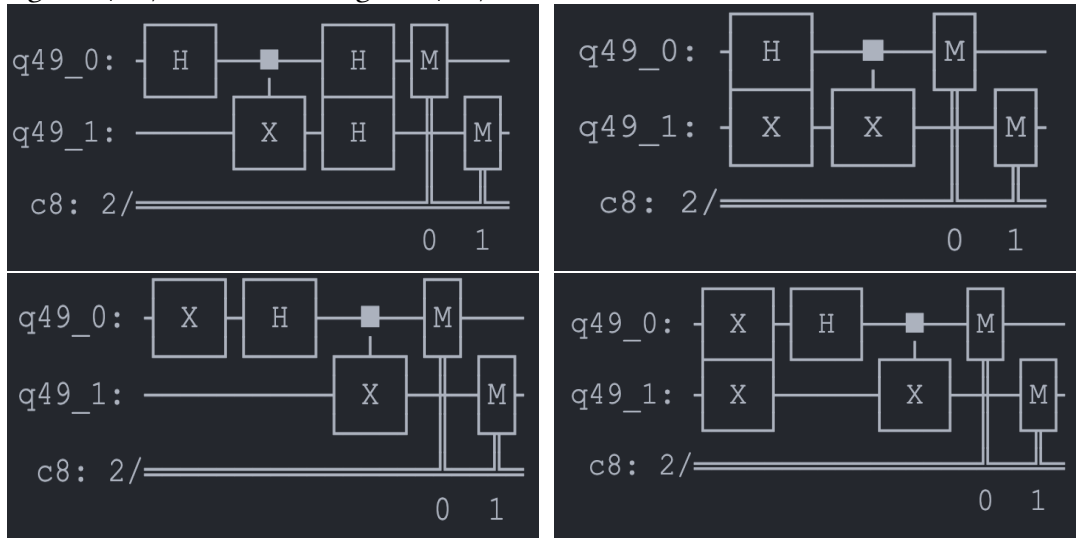 q49_0: H H M
q49_1: X H M
c8: 2/
0 1
q49_0: H M
q49_1: X X M
c8: 2/
0 1
q49_0: X H M
q49_1: X M
c8: 2/
0 1
q49_0: X H M
q49_1: X X M
c8: 2/
0 1